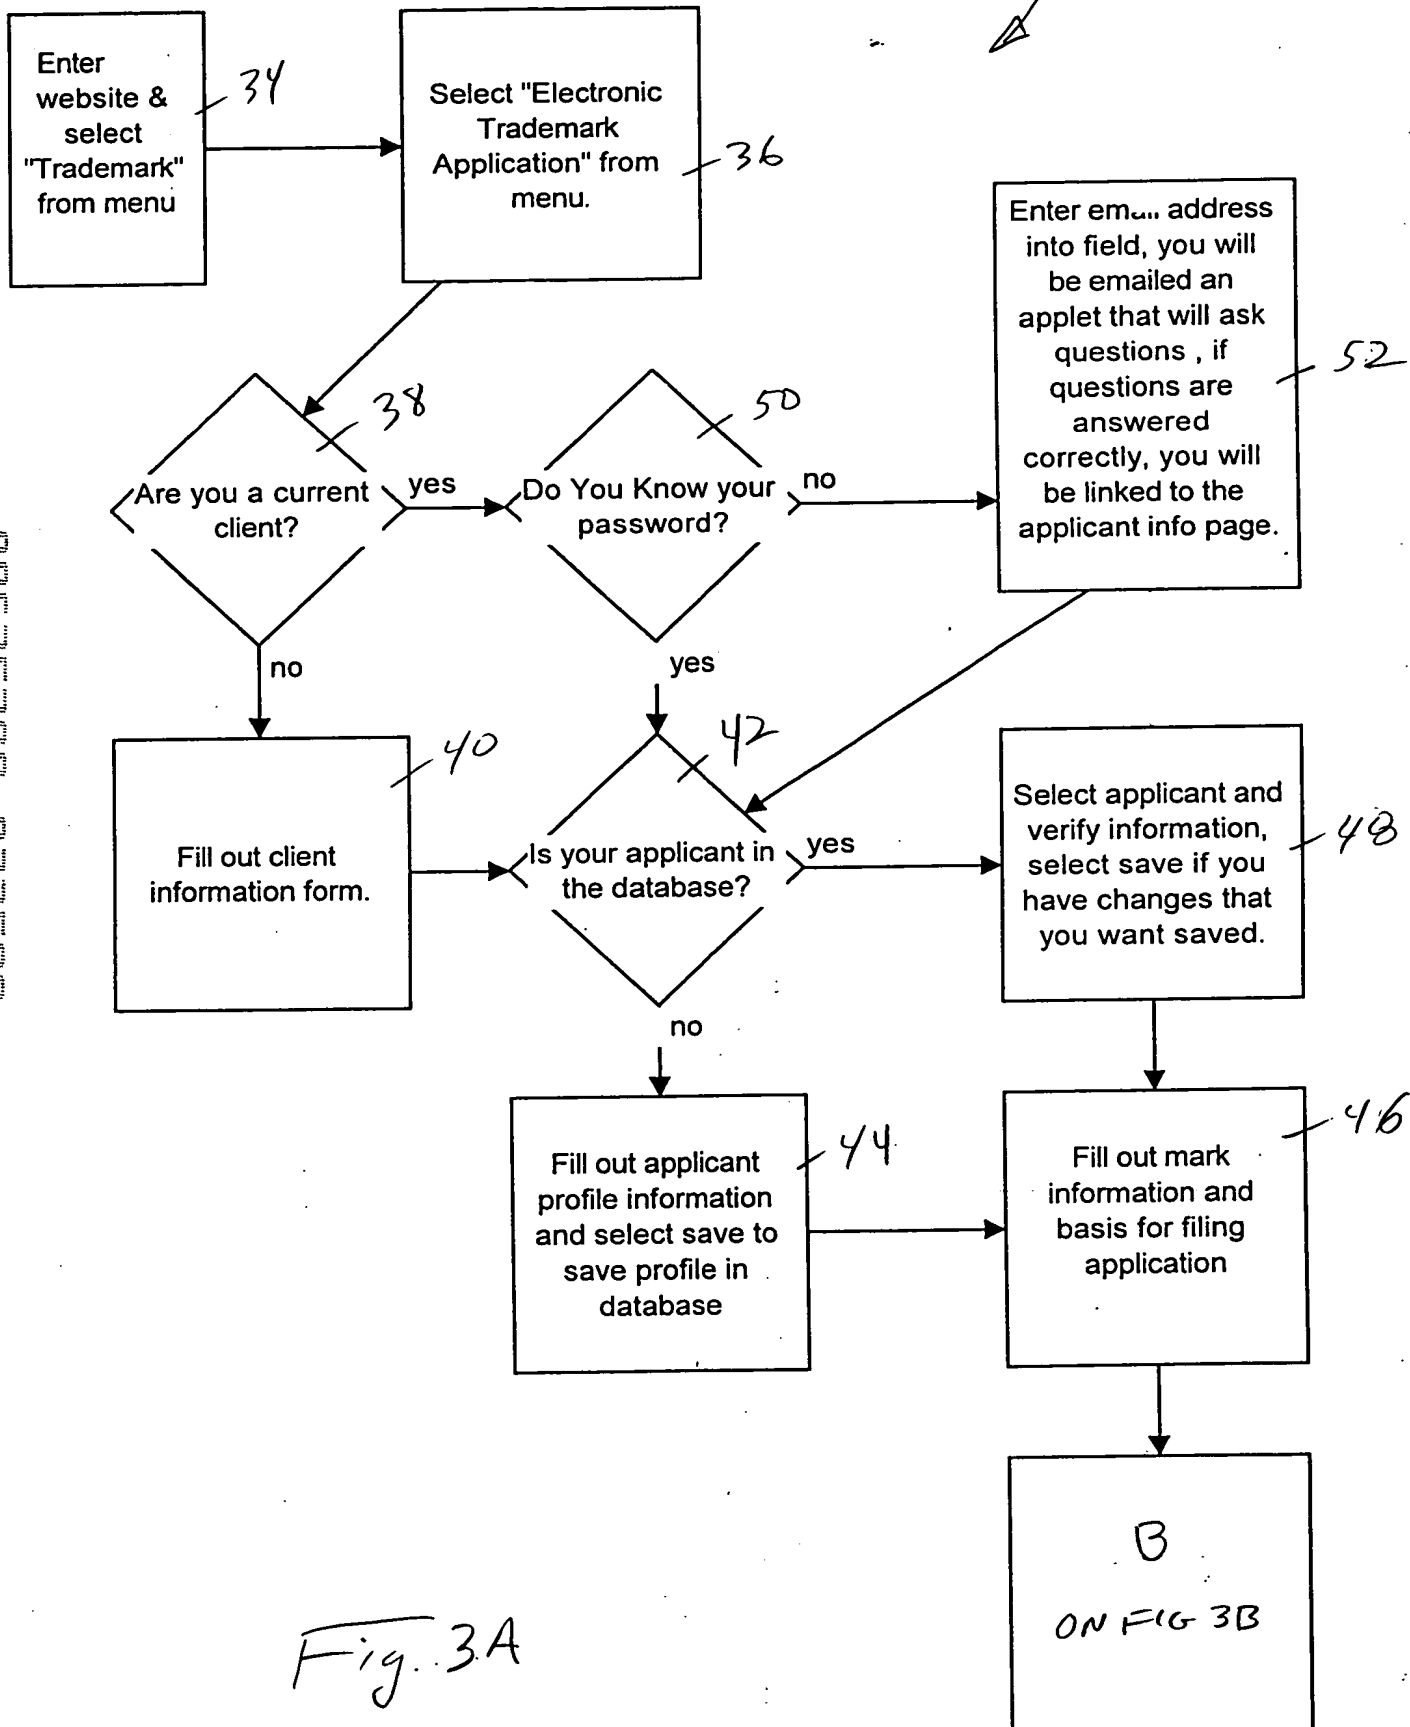 Enter
website &
select
"Trademark"
from menu
34
Select "Electronic
Trademark
Application" from
menu.
36
Enter address
into field, you will
be emailed an
applet that will ask
questions , if
questions are
answered
correctly, you will
be linked to the
applicant info page.
52
Are you a current
client?
38
yes
Do You Know your
password?
50
no
no
yes
Fill out client
information form.
40
Is your applicant in
the database?
42
yes
Select applicant and
verify information,
select save if you
have changes that
you want saved.
48
no
Fill out applicant
profile information
and select save to
save profile in
database
44
Fill out mark
information and
basis for filing
application
46
B
ON FIG 3B
Fig. 3A